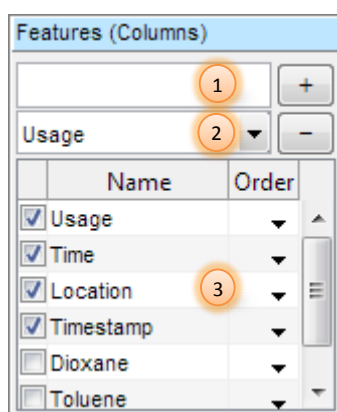 Features (Columns)
1 +
Usage 2 -
Name Order
Usage
Time
Location 3
Timestamp
Dioxane
Toluene